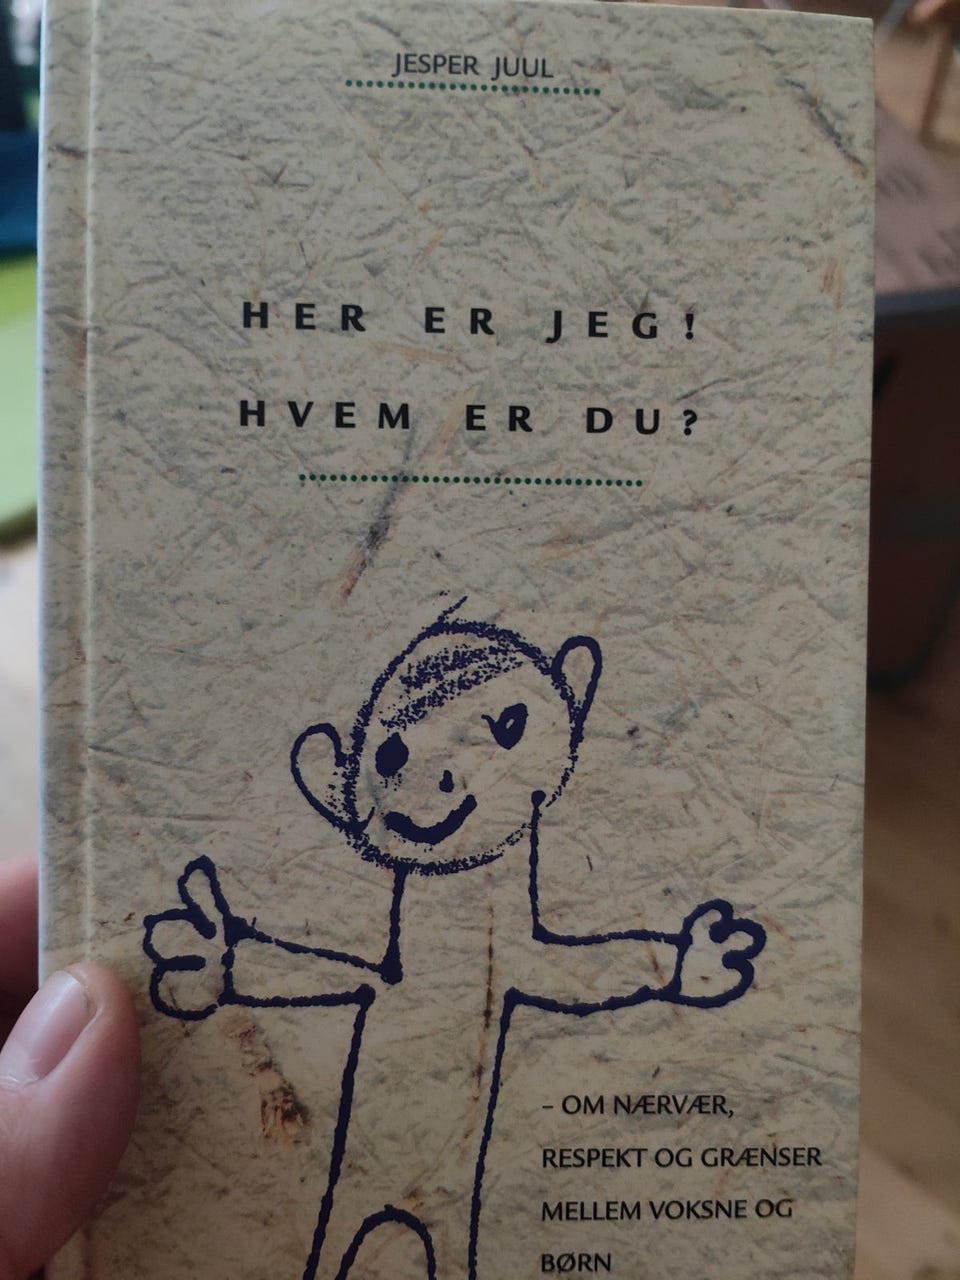 JESPER JUUL
HER ER JEG!
HVEM ER DU?
– OM NÆRVÆR,
RESPEKT OG GRÆNSER
MELLEM VOKSNE OG
BØRN